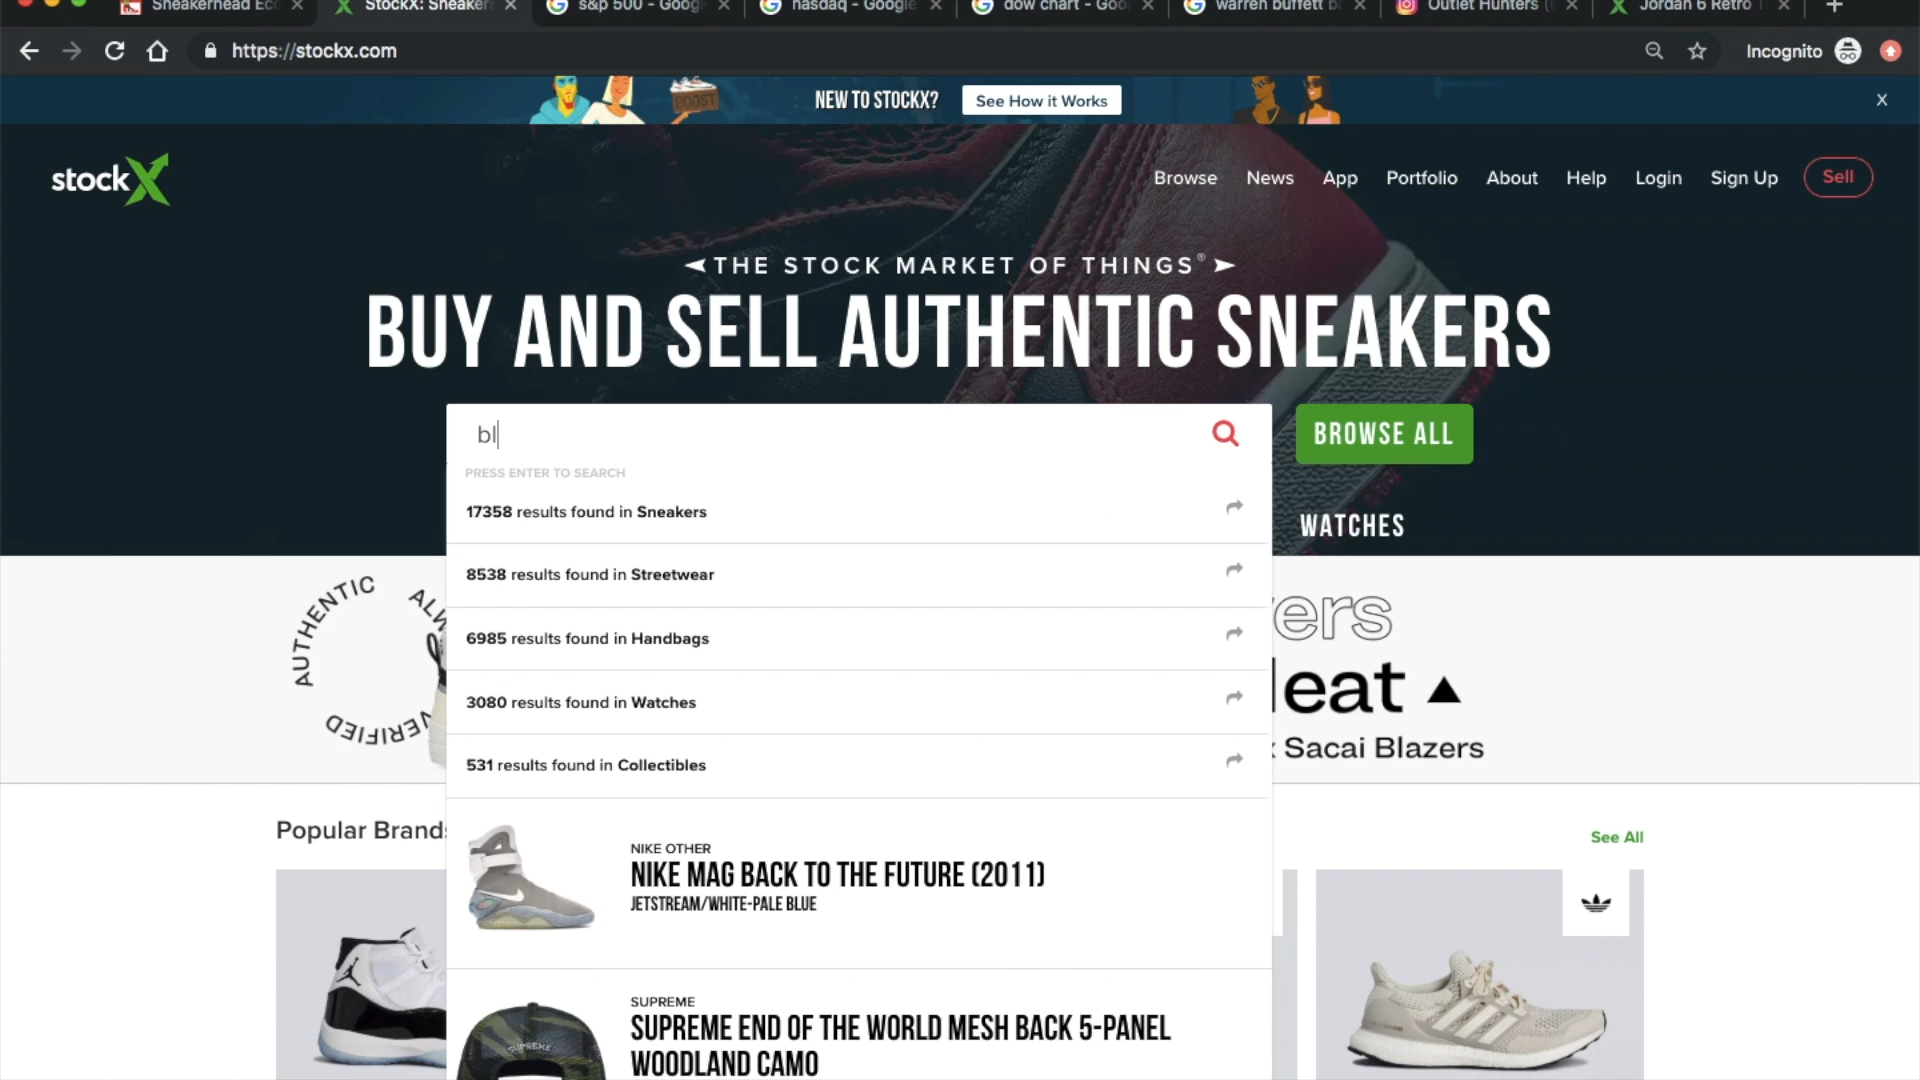 Sneakerhead Ec
StockX: Sneaker
s&p 500 - Googl
nasdaq - Google
dow chart - Goo
warren buffett b
Outlet Hunters (
Jordan 6 Retro
https://stockx.com
Incognito
BOOST
NEW TO STOCKX?
See How it Works
X
stockX
Browse
News
App
Portfolio
About
Help
Login
Sign Up
Sell
THE STOCK MARKET OF THINGS®
BUY AND SELL AUTHENTIC SNEAKERS
bl
BROWSE ALL
PRESS ENTER TO SEARCH
17358 results found in Sneakers
WATCHES
8538 results found in Streetwear
6985 results found in Handbags
3080 results found in Watches
531 results found in Collectibles
AUTHENTIC
ALW
VERIFIED
ers
eat ▲
x Sacai Blazers
Popular Brands
See All
NIKE OTHER
NIKE MAG BACK TO THE FUTURE (2011)
JETSTREAM/WHITE-PALE BLUE
SUPREME
SUPREME END OF THE WORLD MESH BACK 5-PANEL
WOODLAND CAMO
SUPREME